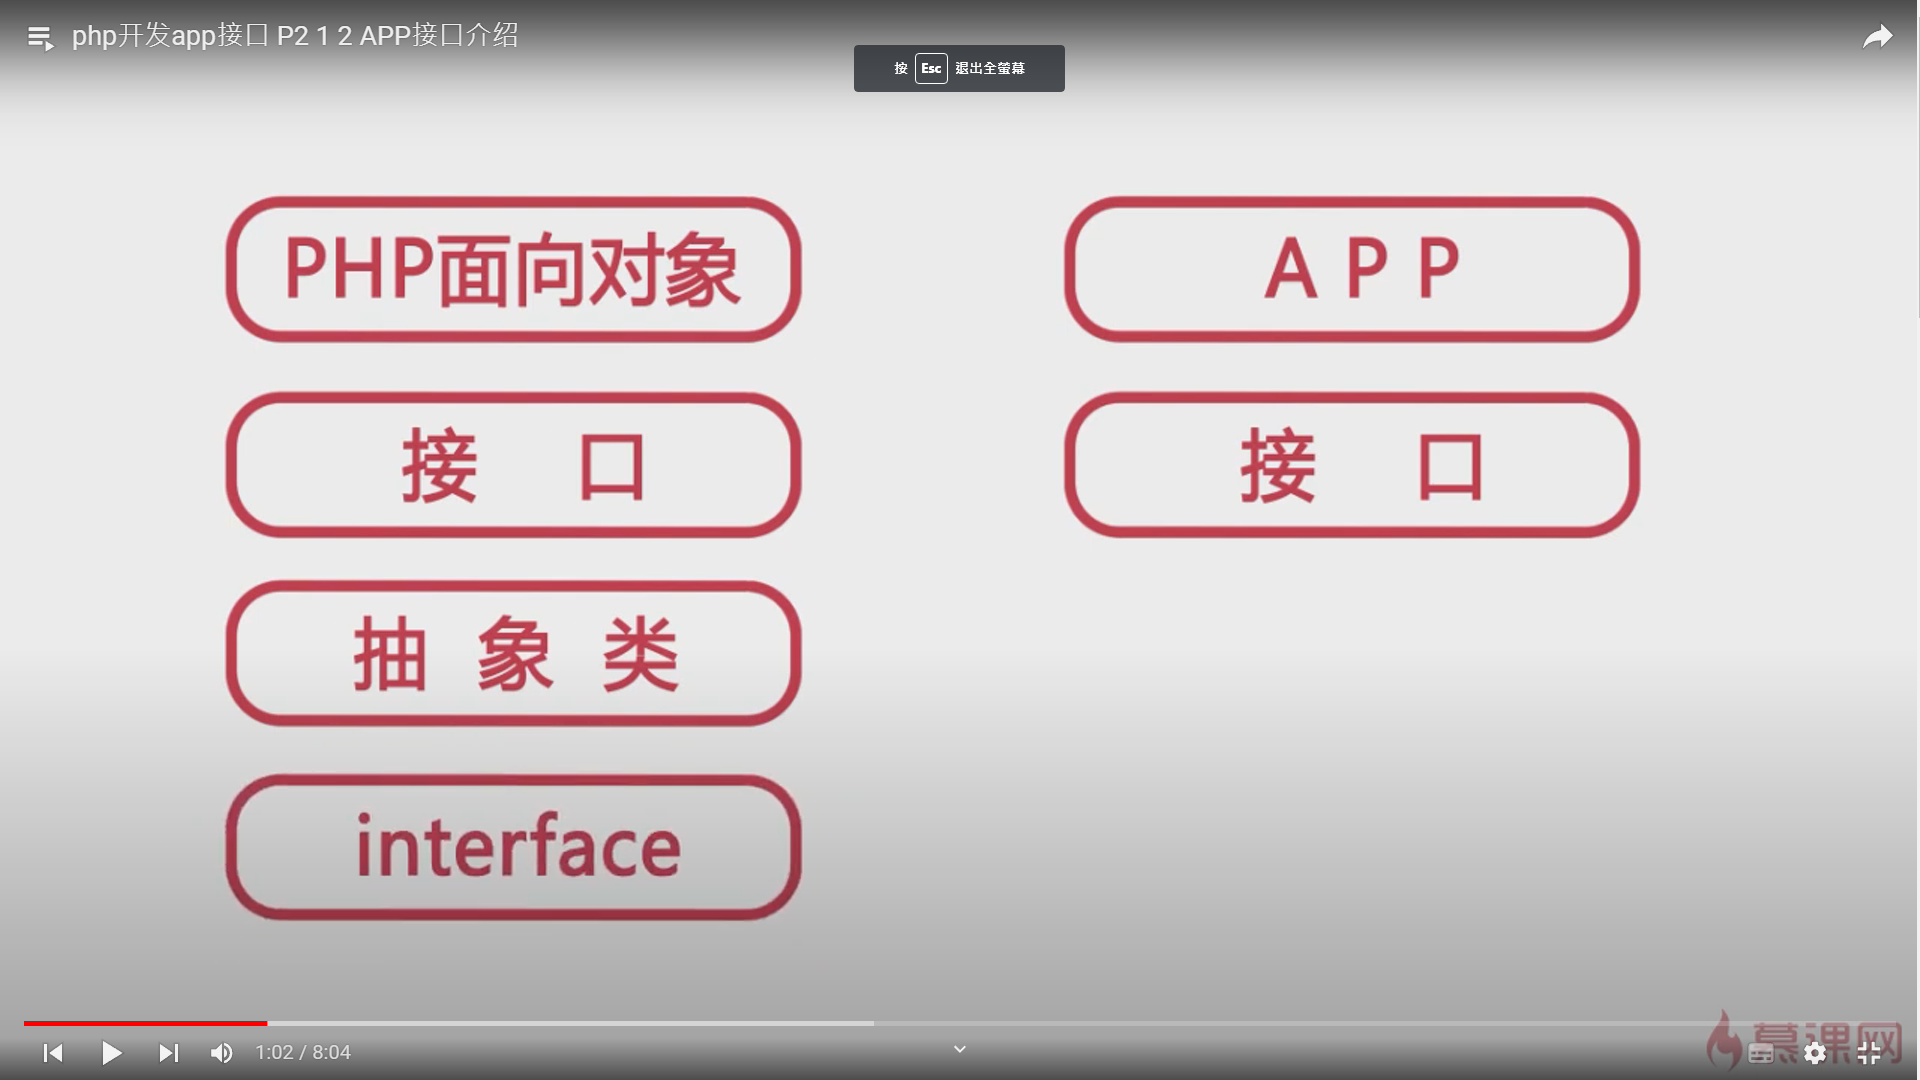 php开发app接口 P2 1 2 APP接口介绍
按 Esc 退出全螢幕
PHP面向对象
A P P
接 口
接 口
抽 象 类
interface
1:02 / 8:04
慕课网